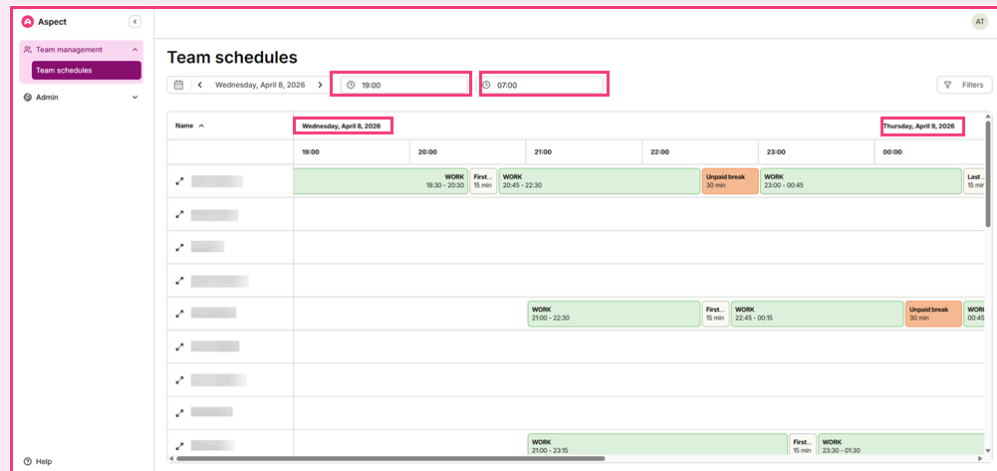 Aspect
AT
Team management
Team schedules
Admin
Help
Team schedules
Wednesday, April 8, 2026
19:00
07:00
Filters
Name
Wednesday, April 8, 2026
Thursday, April 9, 2026
19:00
20:00
21:00
22:00
23:00
00:00
WORK
18:30 - 20:30
First...
15 min
WORK
20:45 - 22:30
Unpaid break
30 min
WORK
23:00 - 00:45
Last ..
15 min
WORK
21:00 - 22:30
First...
15 min
WORK
22:45 - 00:15
Unpaid break
30 min
WORK
00:45
WORK
21:00 - 23:15
First...
15 min
WORK
23:30 - 01:30